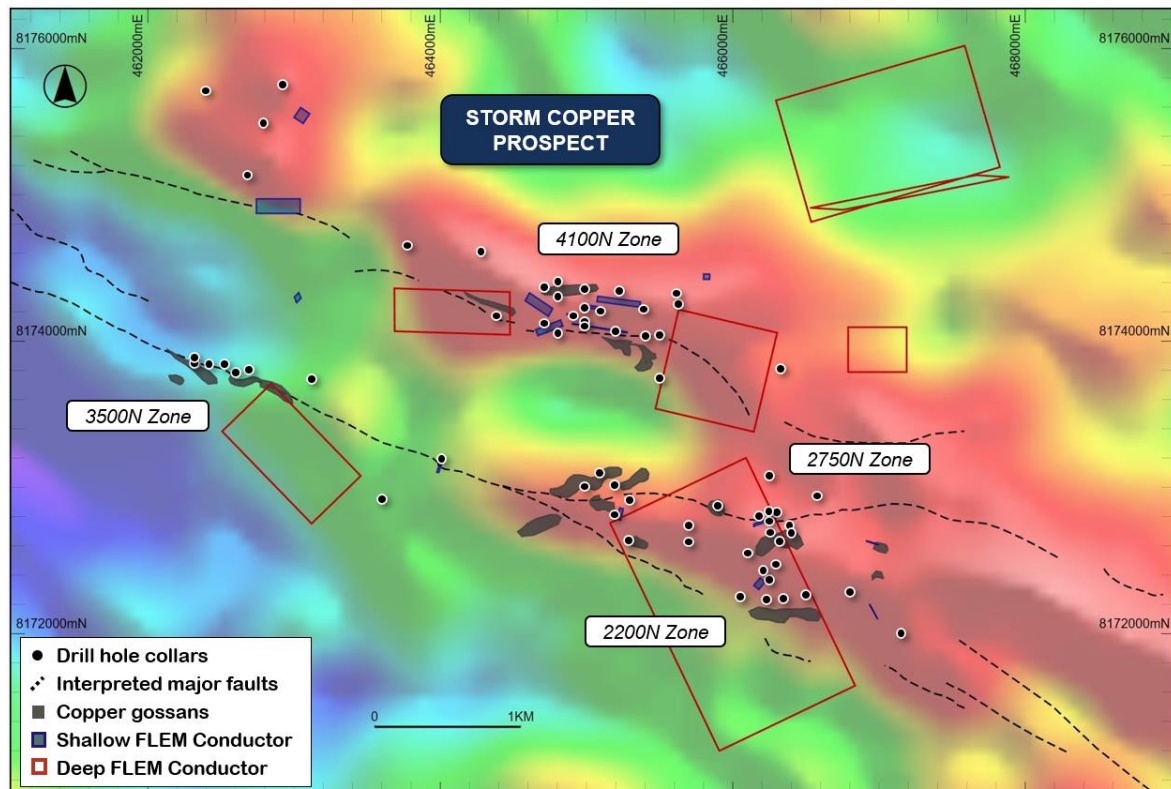 462000mE
464000mE
466000mE
468000mE
8176000mN
8176000mN
STORM COPPER
PROSPECT
4100N Zone
8174000mN
8174000mN
3500N Zone
2750N Zone
2200N Zone
8172000mN
8172000mN
Drill hole collars
Interpreted major faults
Copper gossans
Shallow FLEM Conductor
Deep FLEM Conductor
0
1KM